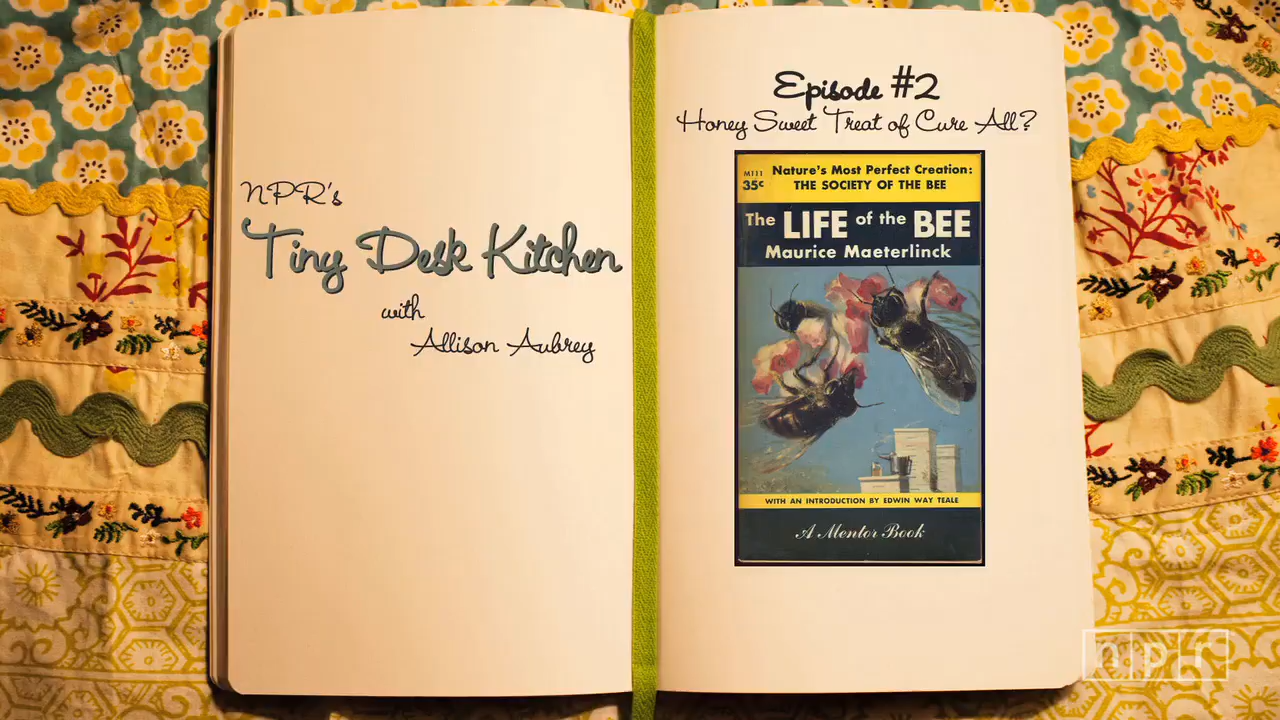 NPR's
Tiny Desk Kitchen
with
Allison Aubrey
Episode #2
Honey Sweet Treat of Cure All?
M111
35¢
Nature's Most Perfect Creation:
THE SOCIETY OF THE BEE
The LIFE of the BEE
Maurice Maeterlinck
WITH AN INTRODUCTION BY EDWIN WAY TEALE
A Mentor Book
npr